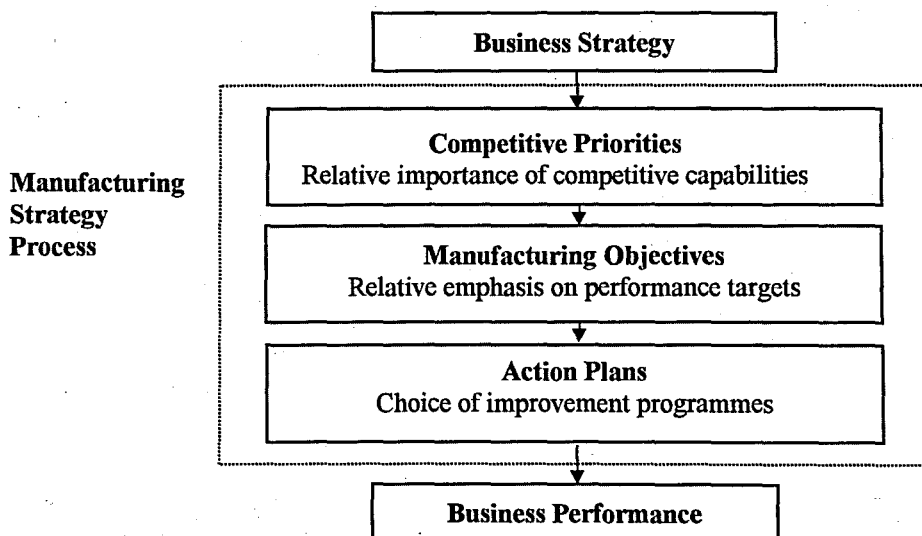 Business Strategy
Competitive Priorities
Relative importance of competitive capabilities
Manufacturing
Strategy
Process
Manufacturing Objectives
Relative emphasis on performance targets
Action Plans
Choice of improvement programmes
Business Performance